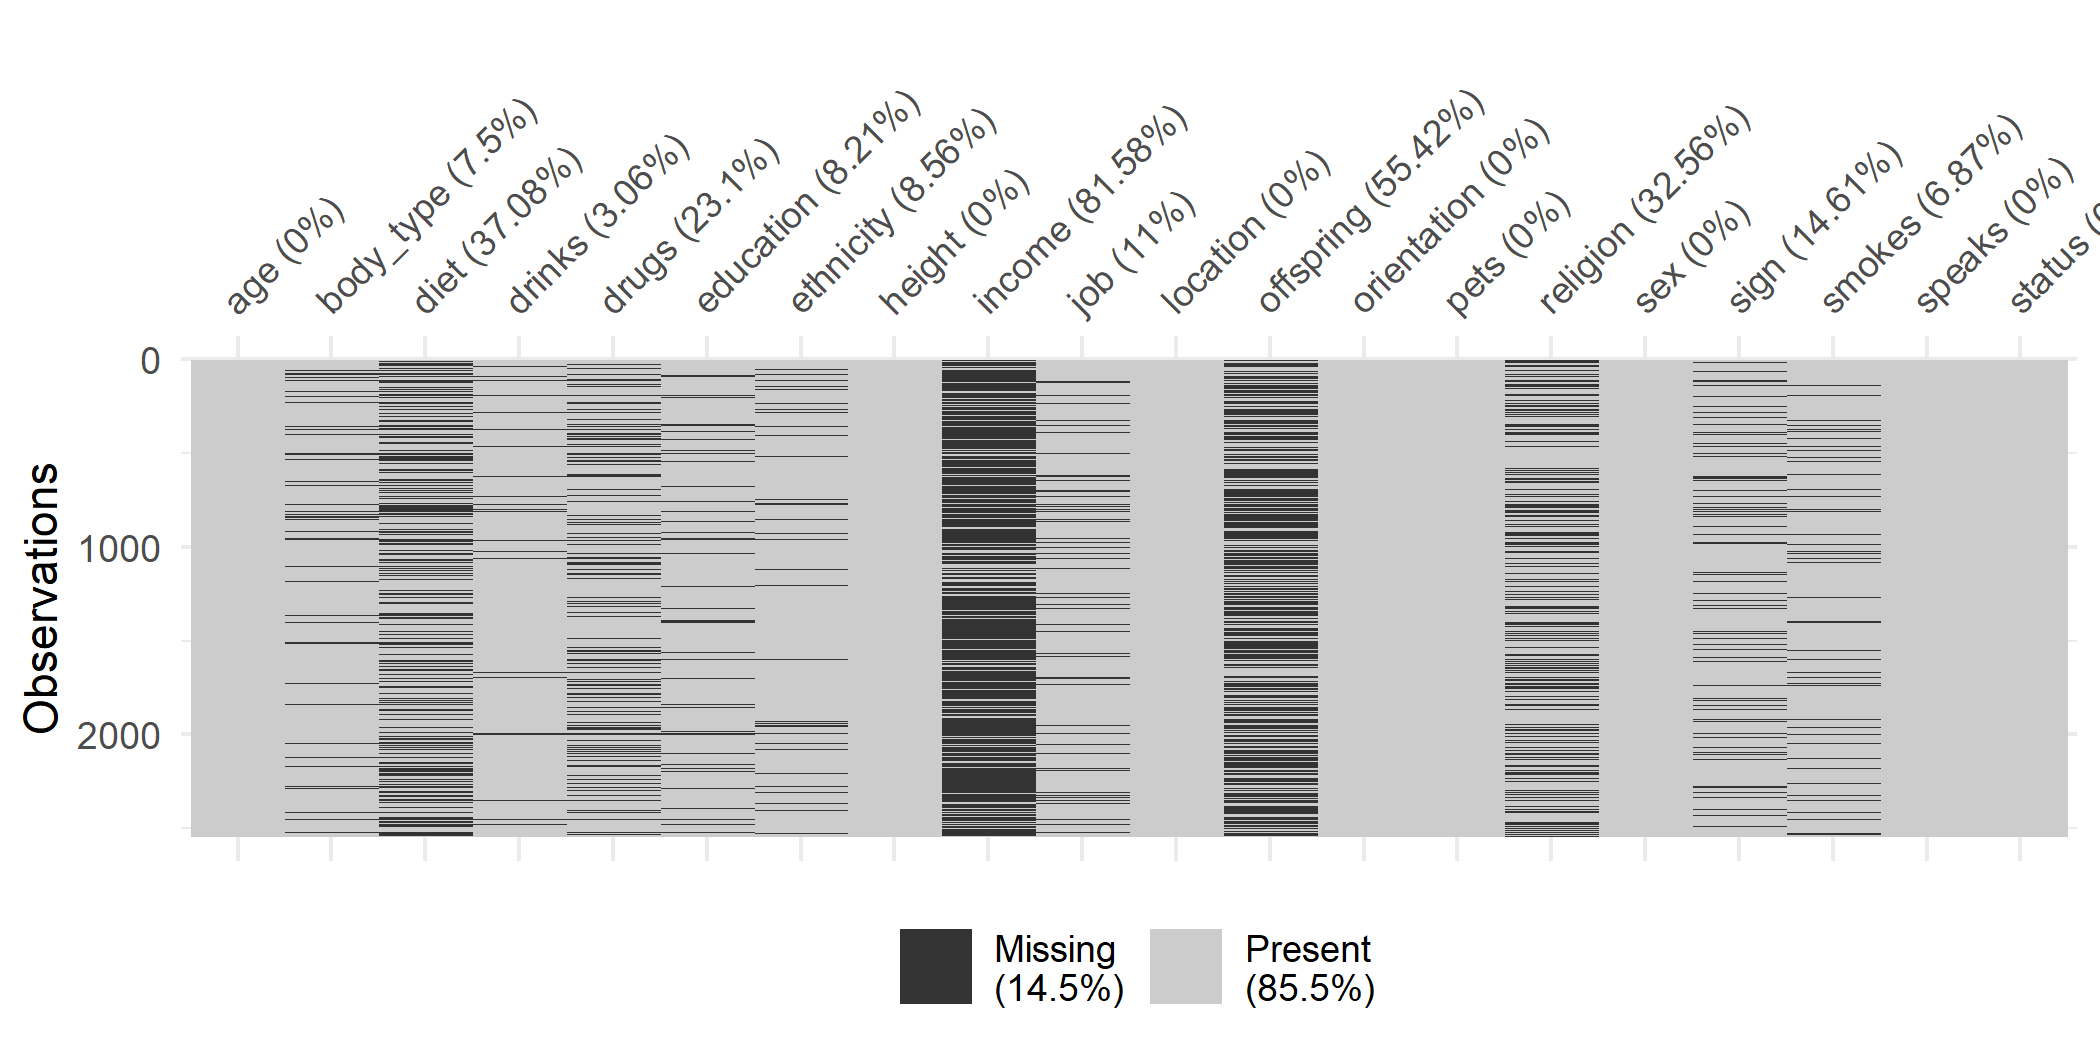 age (0%)
body_type (7.5%)
diet (37.08%)
drinks (3.06%)
drugs (23.1%)
education (8.21%)
ethnicity (8.56%)
height (0%)
income (81.58%)
job (11%)
location (0%)
offspring (55.42%)
orientation (0%)
pets (0%)
religion (32.56%)
sex (0%)
sign (14.61%)
smokes (6.87%)
speaks (0%)
status
0
1000
2000
Observations
Missing
(14.5%)
Present
(85.5%)